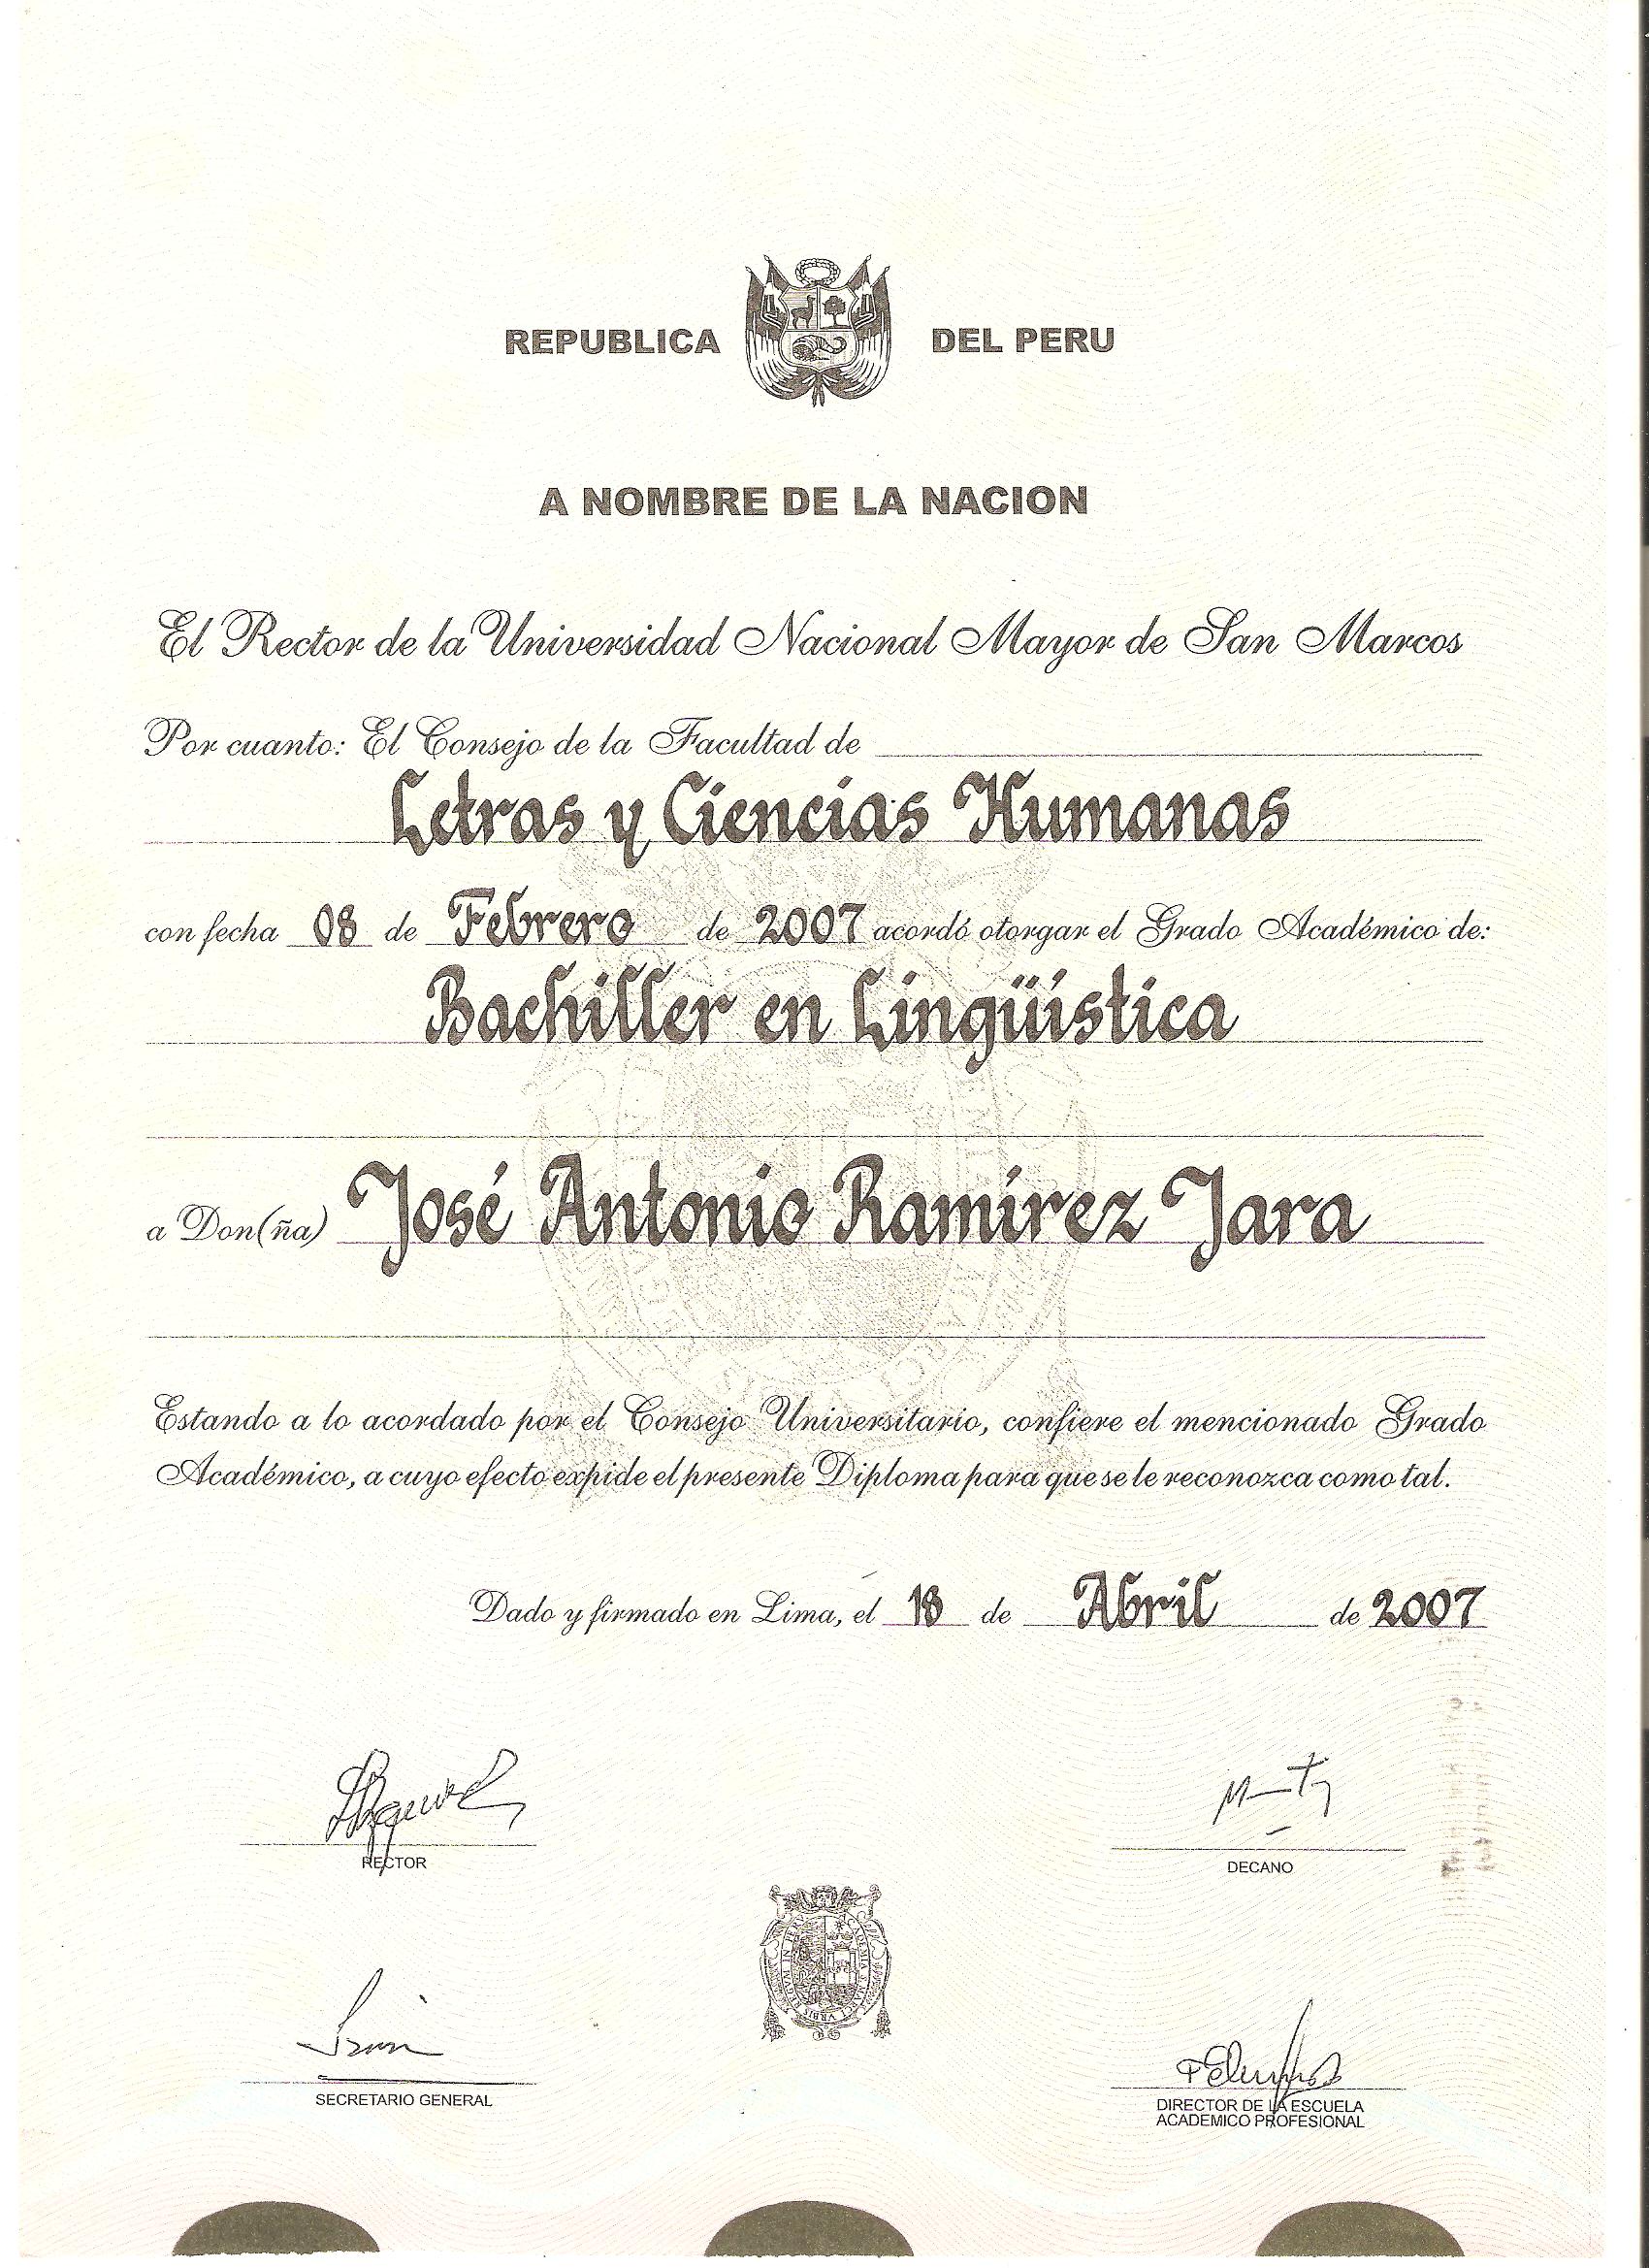 REPUBLICA DEL PERU
A NOMBRE DE LA NACION
El Rector de la Universidad Nacional Mayor de San Marcos
Por cuanto: El Consejo de la Facultad de
Letras y Ciencias Humanas
con fecha 08 de Febrero de 2007 acordó otorgar el Grado Académico de:
Bachiller en Lingüística
a Don(ña) José Antonio Ramírez Jara
Estando a lo acordado por el Consejo Universitario, confiere el mencionado Grado
Académico, a cuyo efecto expide el presente Diploma para que se le reconozca como tal.
Dado y firmado en Lima, el 18 de Abril de 2007
RECTOR
DECANO
SECRETARIO GENERAL
DIRECTOR DE LA ESCUELA
ACADEMICO PROFESIONAL